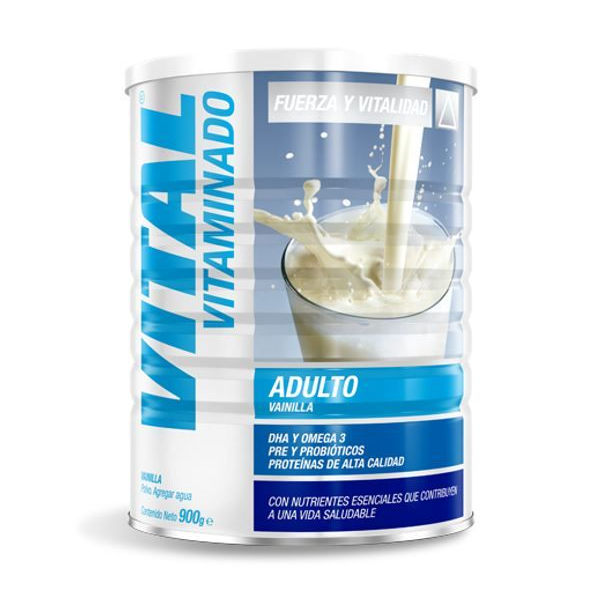 VITAL®
VITAMINADO
FUERZA Y VITALIDAD
ADULTO
VAINILLA
DHA Y OMEGA 3
PRE Y PROBIÓTICOS
PROTEÍNAS DE ALTA CALIDAD
CON NUTRIENTES ESENCIALES QUE CONTRIBUYEN
A UNA VIDA SALUDABLE
VAINILLA
Polvo. Agregar agua
Contenido Neto 900g ℮